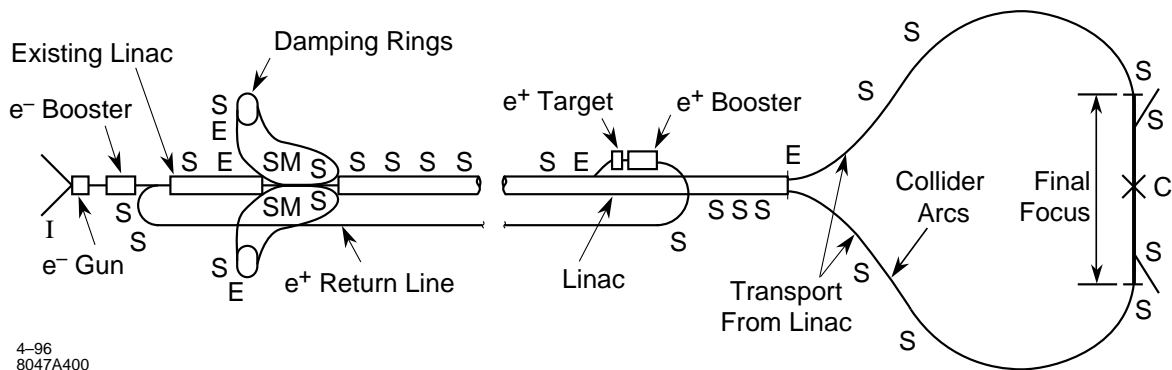 Damping Rings
Existing Linac
e⁻ Booster
e⁺ Target
e⁺ Booster
S
S
S
S
S
S
E
S
E
SM
S
S
S
S
S
S
E
E
I
S
S
SM
S
S
S
S
S
Collider
Arcs
Final
Focus
C
S
S
S
E
e⁻ Gun
e⁺ Return Line
Linac
Transport
From Linac
S
S
S
4–96
8047A400